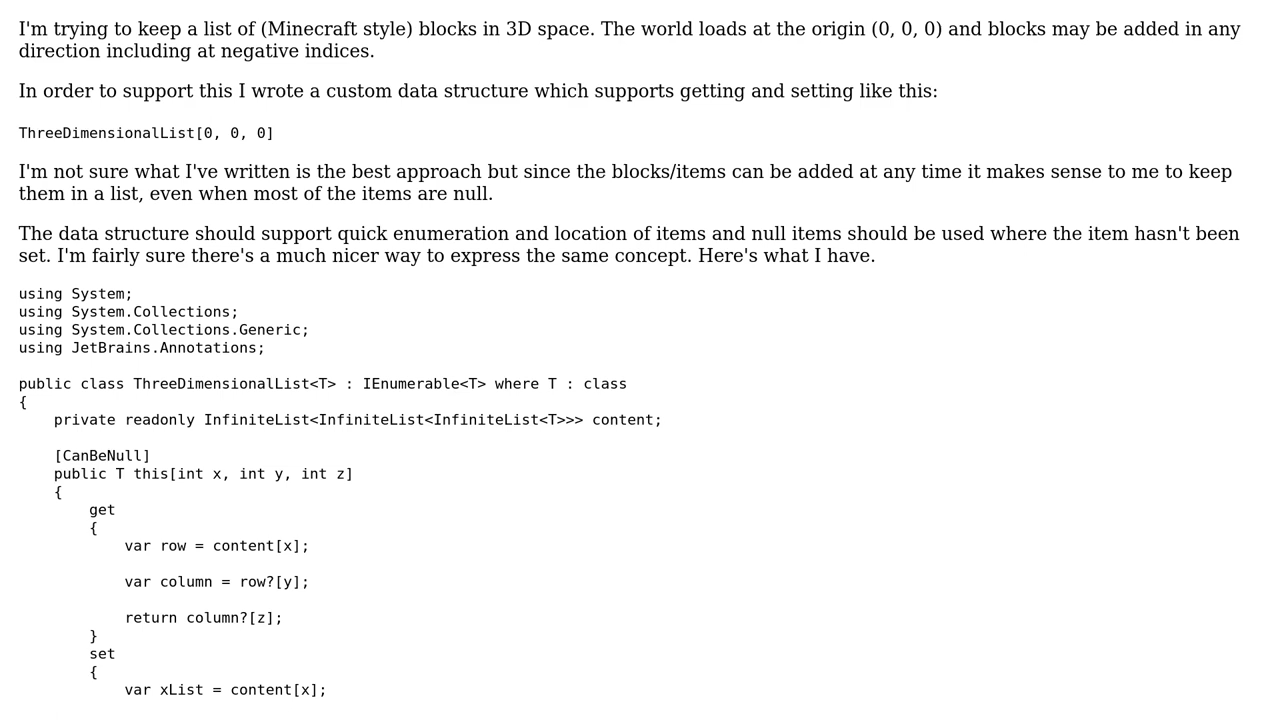 I'm trying to keep a list of (Minecraft style) blocks in 3D space. The world loads at the origin (0, 0, 0) and blocks may be added in any
direction including at negative indices.
In order to support this I wrote a custom data structure which supports getting and setting like this:
ThreeDimensionalList[0, 0, 0]
I'm not sure what I've written is the best approach but since the blocks/items can be added at any time it makes sense to me to keep
them in a list, even when most of the items are null.
The data structure should support quick enumeration and location of items and null items should be used where the item hasn't been
set. I'm fairly sure there's a much nicer way to express the same concept. Here's what I have.
using System;
using System.Collections;
using System.Collections.Generic;
using JetBrains.Annotations;
public class ThreeDimensionalList<T> : IEnumerable<T> where T : class
{
    private readonly InfiniteList<InfiniteList<InfiniteList<T>>> content;
    [CanBeNull]
    public T this[int x, int y, int z]
    {
        get
        {
            var row = content[x];
            var column = row?[y];
            return column?[z];
        }
        set
        {
            var xList = content[x];